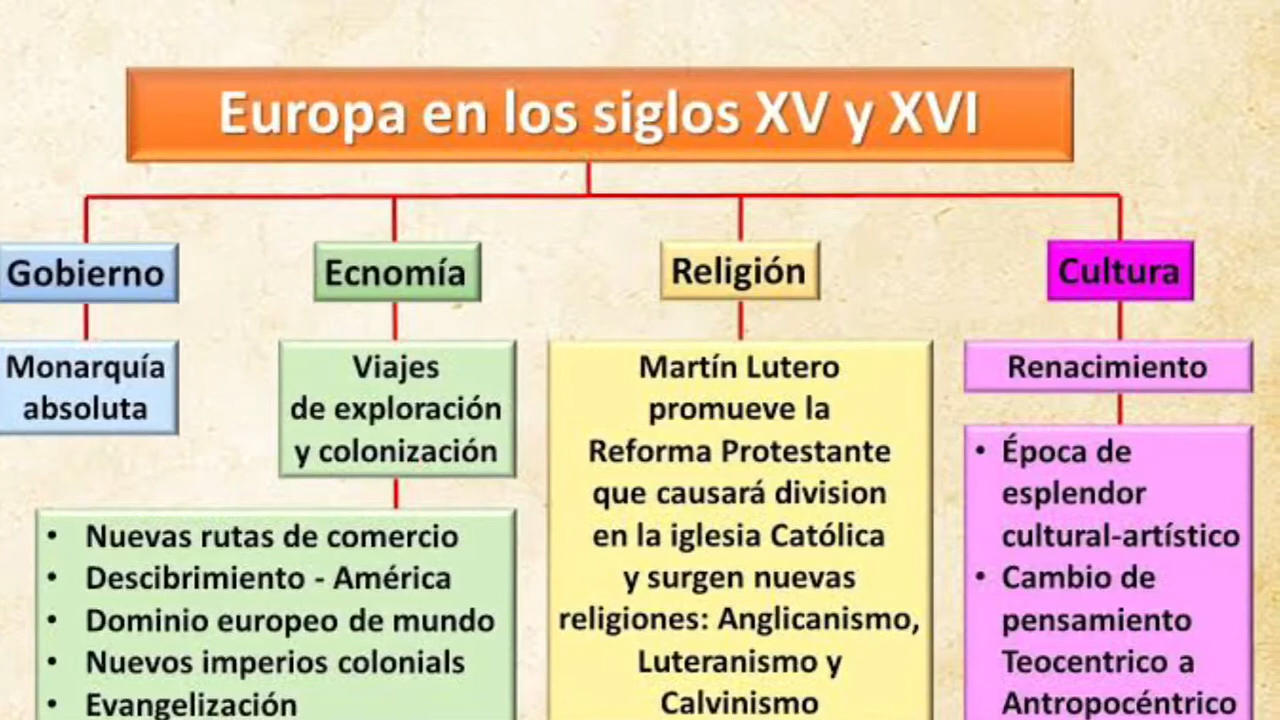 Europa en los siglos XV y XVI
Gobierno
Monarquía
absoluta
Ecnomía
Viajes
de exploración
y colonización
• Nuevas rutas de comercio
• Descibrimiento - América
• Dominio europeo de mundo
• Nuevos imperios colonials
• Evangelización
Religión
Martín Lutero
promueve la
Reforma Protestante
que causará division
en la iglesia Católica
y surgen nuevas
religiones: Anglicanismo,
Luteranismo y
Calvinismo
Cultura
Renacimiento
• Época de
esplendor
cultural-artístico
• Cambio de
pensamiento
Teocentrico a
Antropocéntrico